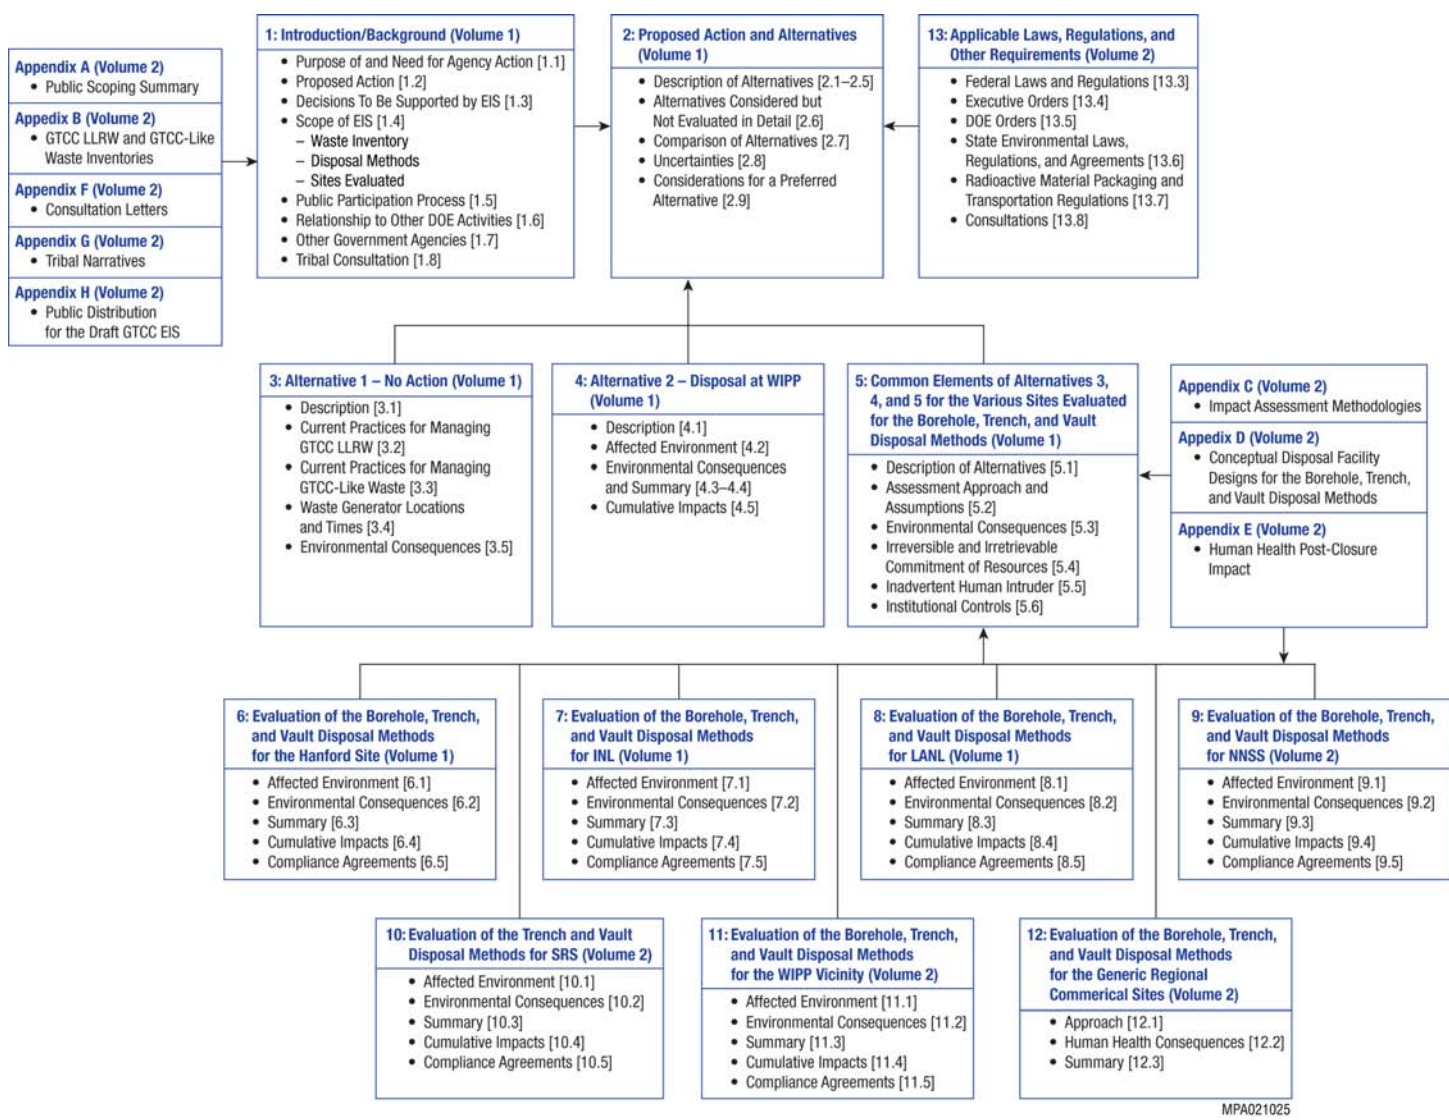 Appendix A (Volume 2)
• Public Scoping Summary
Appedix B (Volume 2)
• GTCC LLRW and GTCC-Like
Waste Inventories
Appendix F (Volume 2)
• Consultation Letters
Appendix G (Volume 2)
• Tribal Narratives
Appendix H (Volume 2)
• Public Distribution
for the Draft GTCC EIS
1: Introduction/Background (Volume 1)
• Purpose of and Need for Agency Action [1.1]
• Proposed Action [1.2]
• Decisions To Be Supported by EIS [1.3]
• Scope of EIS [1.4]
– Waste Inventory
– Disposal Methods
– Sites Evaluated
• Public Participation Process [1.5]
• Relationship to Other DOE Activities [1.6]
• Other Government Agencies [1.7]
• Tribal Consultation [1.8]
2: Proposed Action and Alternatives
(Volume 1)
• Description of Alternatives [2.1–2.5]
• Alternatives Considered but
Not Evaluated in Detail [2.6]
• Comparison of Alternatives [2.7]
• Uncertainties [2.8]
• Considerations for a Preferred
Alternative [2.9]
13: Applicable Laws, Regulations, and
Other Requirements (Volume 2)
• Federal Laws and Regulations [13.3]
• Executive Orders [13.4]
• DOE Orders [13.5]
• State Environmental Laws,
Regulations, and Agreements [13.6]
• Radioactive Material Packaging and
Transportation Regulations [13.7]
• Consultations [13.8]
3: Alternative 1 – No Action (Volume 1)
• Description [3.1]
• Current Practices for Managing
GTCC LLRW [3.2]
• Current Practices for Managing
GTCC-Like Waste [3.3]
• Waste Generator Locations
and Times [3.4]
• Environmental Consequences [3.5]
4: Alternative 2 – Disposal at WIPP
(Volume 1)
• Description [4.1]
• Affected Environment [4.2]
• Environmental Consequences
and Summary [4.3–4.4]
• Cumulative Impacts [4.5]
5: Common Elements of Alternatives 3,
4, and 5 for the Various Sites Evaluated
for the Borehole, Trench, and Vault
Disposal Methods (Volume 1)
• Description of Alternatives [5.1]
• Assessment Approach and
Assumptions [5.2]
• Environmental Consequences [5.3]
• Irreversible and Irretrievable
Commitment of Resources [5.4]
• Inadvertent Human Intruder [5.5]
• Institutional Controls [5.6]
Appendix C (Volume 2)
• Impact Assessment Methodologies
Appedix D (Volume 2)
• Conceptual Disposal Facility
Designs for the Borehole, Trench,
and Vault Disposal Methods
Appendix E (Volume 2)
• Human Health Post-Closure
Impact
6: Evaluation of the Borehole, Trench,
and Vault Disposal Methods
for the Hanford Site (Volume 1)
• Affected Environment [6.1]
• Environmental Consequences [6.2]
• Summary [6.3]
• Cumulative Impacts [6.4]
• Compliance Agreements [6.5]
7: Evaluation of the Borehole, Trench,
and Vault Disposal Methods
for INL (Volume 1)
• Affected Environment [7.1]
• Environmental Consequences [7.2]
• Summary [7.3]
• Cumulative Impacts [7.4]
• Compliance Agreements [7.5]
8: Evaluation of the Borehole, Trench,
and Vault Disposal Methods
for LANL (Volume 1)
• Affected Environment [8.1]
• Environmental Consequences [8.2]
• Summary [8.3]
• Cumulative Impacts [8.4]
• Compliance Agreements [8.5]
9: Evaluation of the Borehole, Trench,
and Vault Disposal Methods
for NNSS (Volume 2)
• Affected Environment [9.1]
• Environmental Consequences [9.2]
• Summary [9.3]
• Cumulative Impacts [9.4]
• Compliance Agreements [9.5]
10: Evaluation of the Trench and Vault
Disposal Methods for SRS (Volume 2)
• Affected Environment [10.1]
• Environmental Consequences [10.2]
• Summary [10.3]
• Cumulative Impacts [10.4]
• Compliance Agreements [10.5]
11: Evaluation of the Borehole, Trench,
and Vault Disposal Methods
for the WIPP Vicinity (Volume 2)
• Affected Environment [11.1]
• Environmental Consequences [11.2]
• Summary [11.3]
• Cumulative Impacts [11.4]
• Compliance Agreements [11.5]
12: Evaluation of the Borehole, Trench,
and Vault Disposal Methods
for the Generic Regional
Commerical Sites (Volume 2)
• Approach [12.1]
• Human Health Consequences [12.2]
• Summary [12.3]
MPA021025